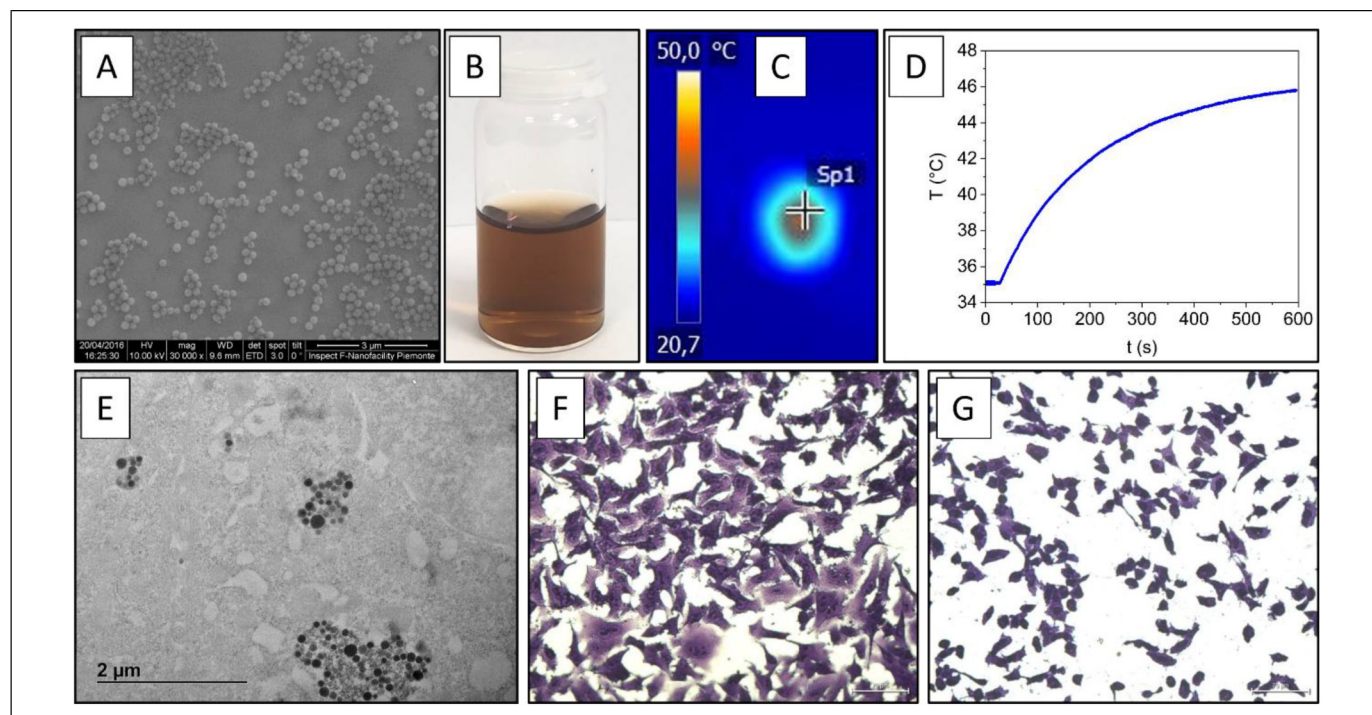 A
B
C
D
50,0 °C
Sp1
20,7
48
46
44
42
40
38
36
34
T (°C)
0 100 200 300 400 500 600
t (s)
20/04/2016 HV mag WD det spot tilt 3 µm
16:25:30 10.00 kV 30 000 x 9.6 mm ETD 3.0 0 ° Inspect F-Nanofacility Piemonte
E
F
G
2 µm